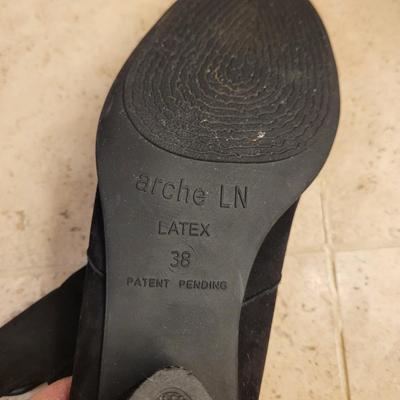 arche LN
LATEX
38
PATENT PENDING